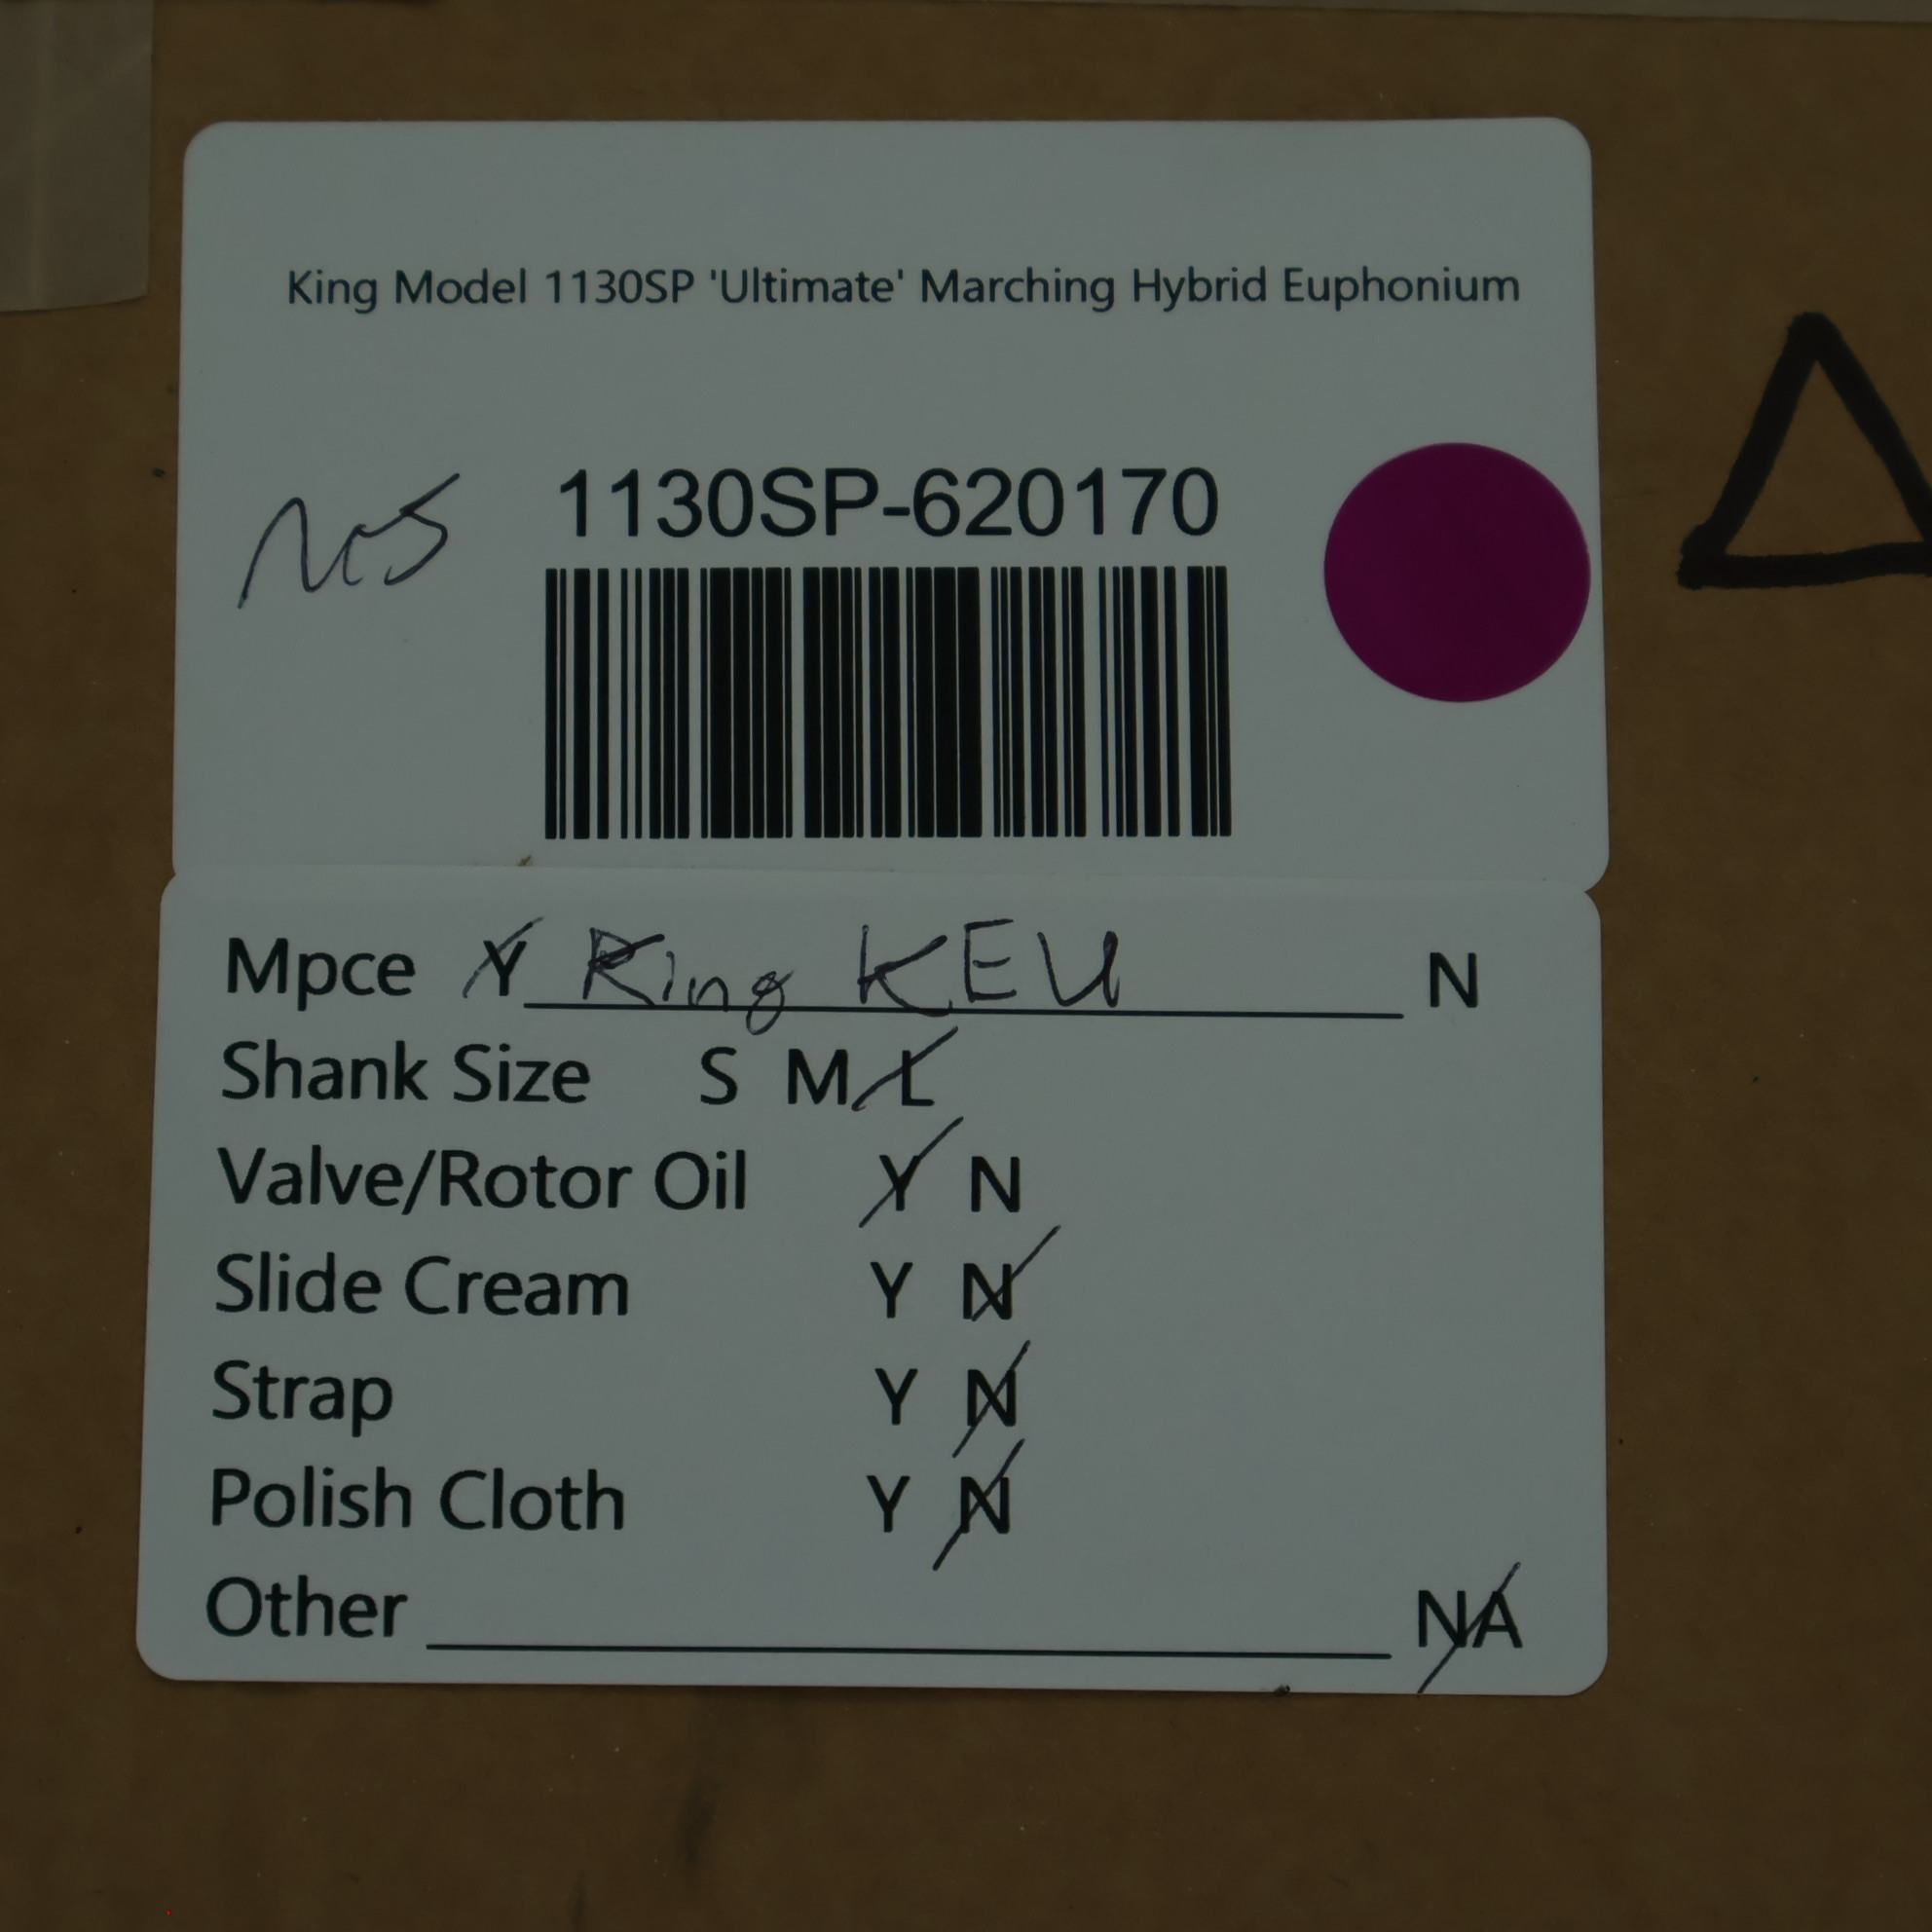 King Model 1130SP 'Ultimate' Marching Hybrid Euphonium
1130SP-620170
Mpce Y King KEU N
Shank Size S M L
Valve/Rotor Oil Y N
Slide Cream Y N
Strap Y N
Polish Cloth Y N
Other NA